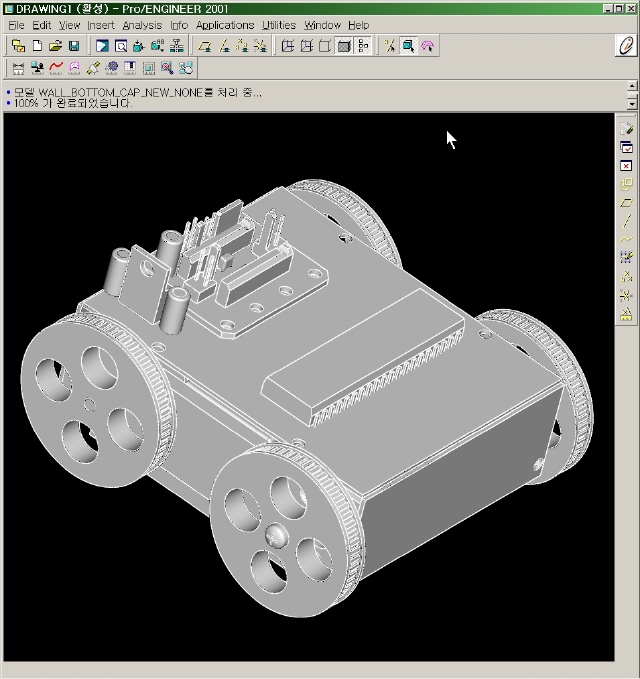 DRAWING1 (활성) - Pro/ENGINEER 2001
File Edit View Insert Analysis Info Applications Utilities Window Help
• 모델 WALL_BOTTOM_CAP_NEW_NONE를 처리 중...
• 100% 가 완료되었습니다.